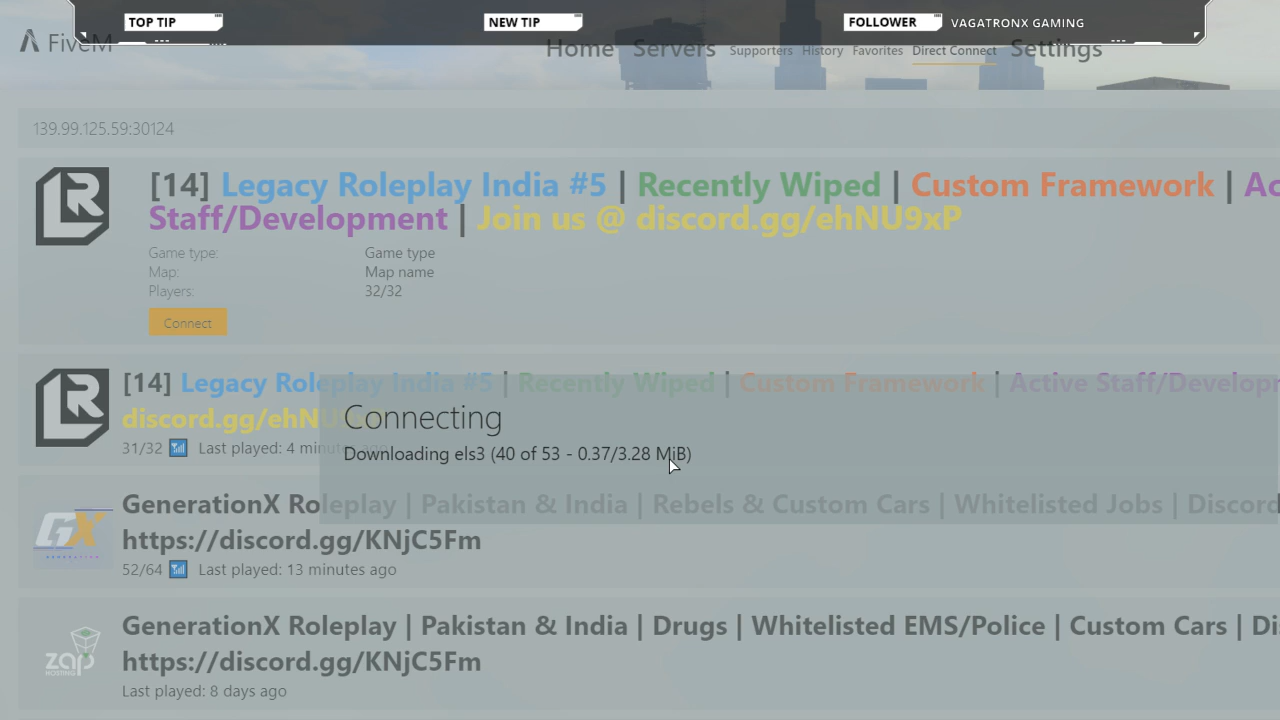 TOP TIP
NEW TIP
FOLLOWER VAGATRONX GAMING
FiveM
Home Servers Supporters History Favorites Direct Connect Settings
139.99.125.59:30124
[14] Legacy Roleplay India #5 | Recently Wiped | Custom Framework | Ac
Staff/Development | Join us @ discord.gg/ehNU9xP
Game type: Game type
Map: Map name
Players: 32/32
Connect
[14] Legacy Roleplay India #5 | Recently Wiped | Custom Framework | Active Staff/Develop
discord.gg/ehNU9xP
31/32 Last played: 4 minutes ago
Connecting
Downloading els3 (40 of 53 - 0.37/3.28 MiB)
GenerationX Roleplay | Pakistan & India | Rebels & Custom Cars | Whitelisted Jobs | Discord
https://discord.gg/KNjC5Fm
52/64 Last played: 13 minutes ago
GenerationX Roleplay | Pakistan & India | Drugs | Whitelisted EMS/Police | Custom Cars | Di
https://discord.gg/KNjC5Fm
Last played: 8 days ago
zap
HOSTING